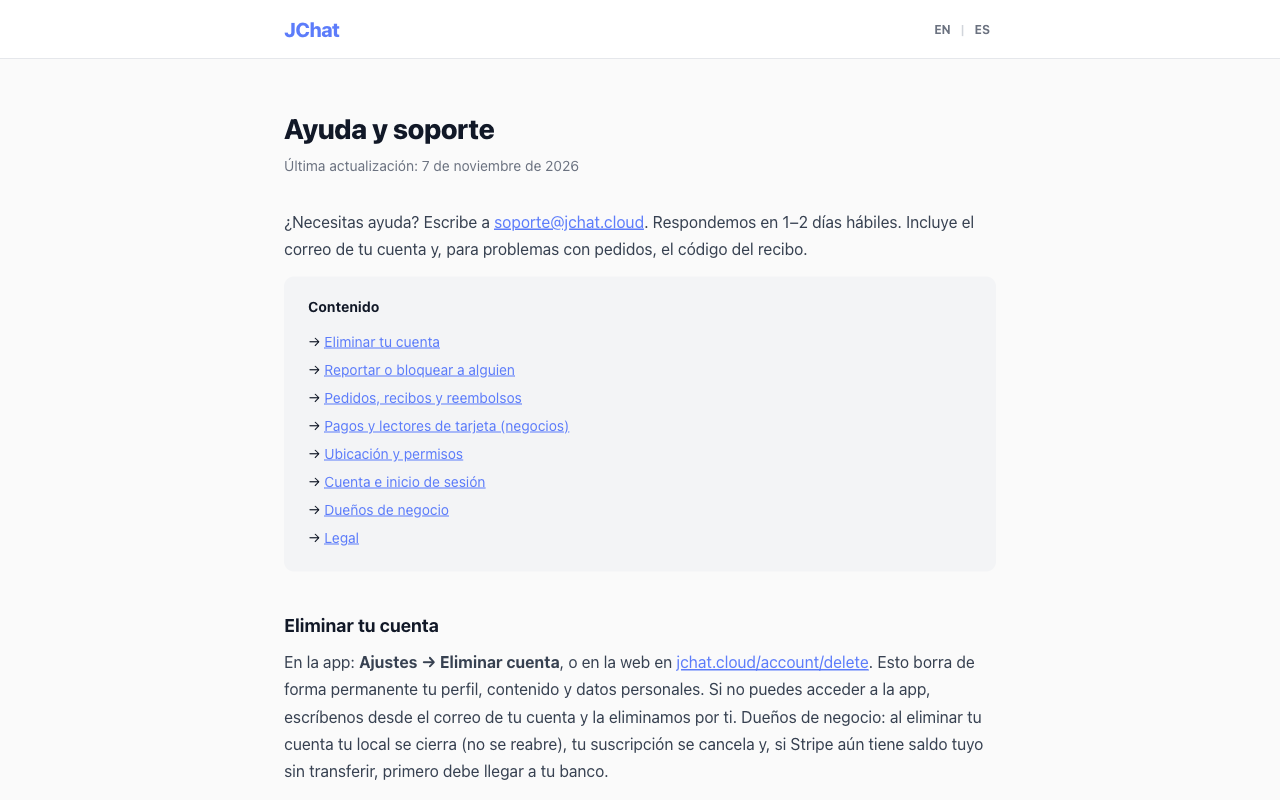 JChat
EN | ES
Ayuda y soporte
Última actualización: 7 de noviembre de 2026
¿Necesitas ayuda? Escribe a soporte@jchat.cloud. Respondemos en 1–2 días hábiles. Incluye el
correo de tu cuenta y, para problemas con pedidos, el código del recibo.
Contenido
→ Eliminar tu cuenta
→ Reportar o bloquear a alguien
→ Pedidos, recibos y reembolsos
→ Pagos y lectores de tarjeta (negocios)
→ Ubicación y permisos
→ Cuenta e inicio de sesión
→ Dueños de negocio
→ Legal
Eliminar tu cuenta
En la app: Ajustes → Eliminar cuenta, o en la web en jchat.cloud/account/delete. Esto borra de
forma permanente tu perfil, contenido y datos personales. Si no puedes acceder a la app,
escríbenos desde el correo de tu cuenta y la eliminamos por ti. Dueños de negocio: al eliminar tu
cuenta tu local se cierra (no se reabre), tu suscripción se cancela y, si Stripe aún tiene saldo tuyo
sin transferir, primero debe llegar a tu banco.